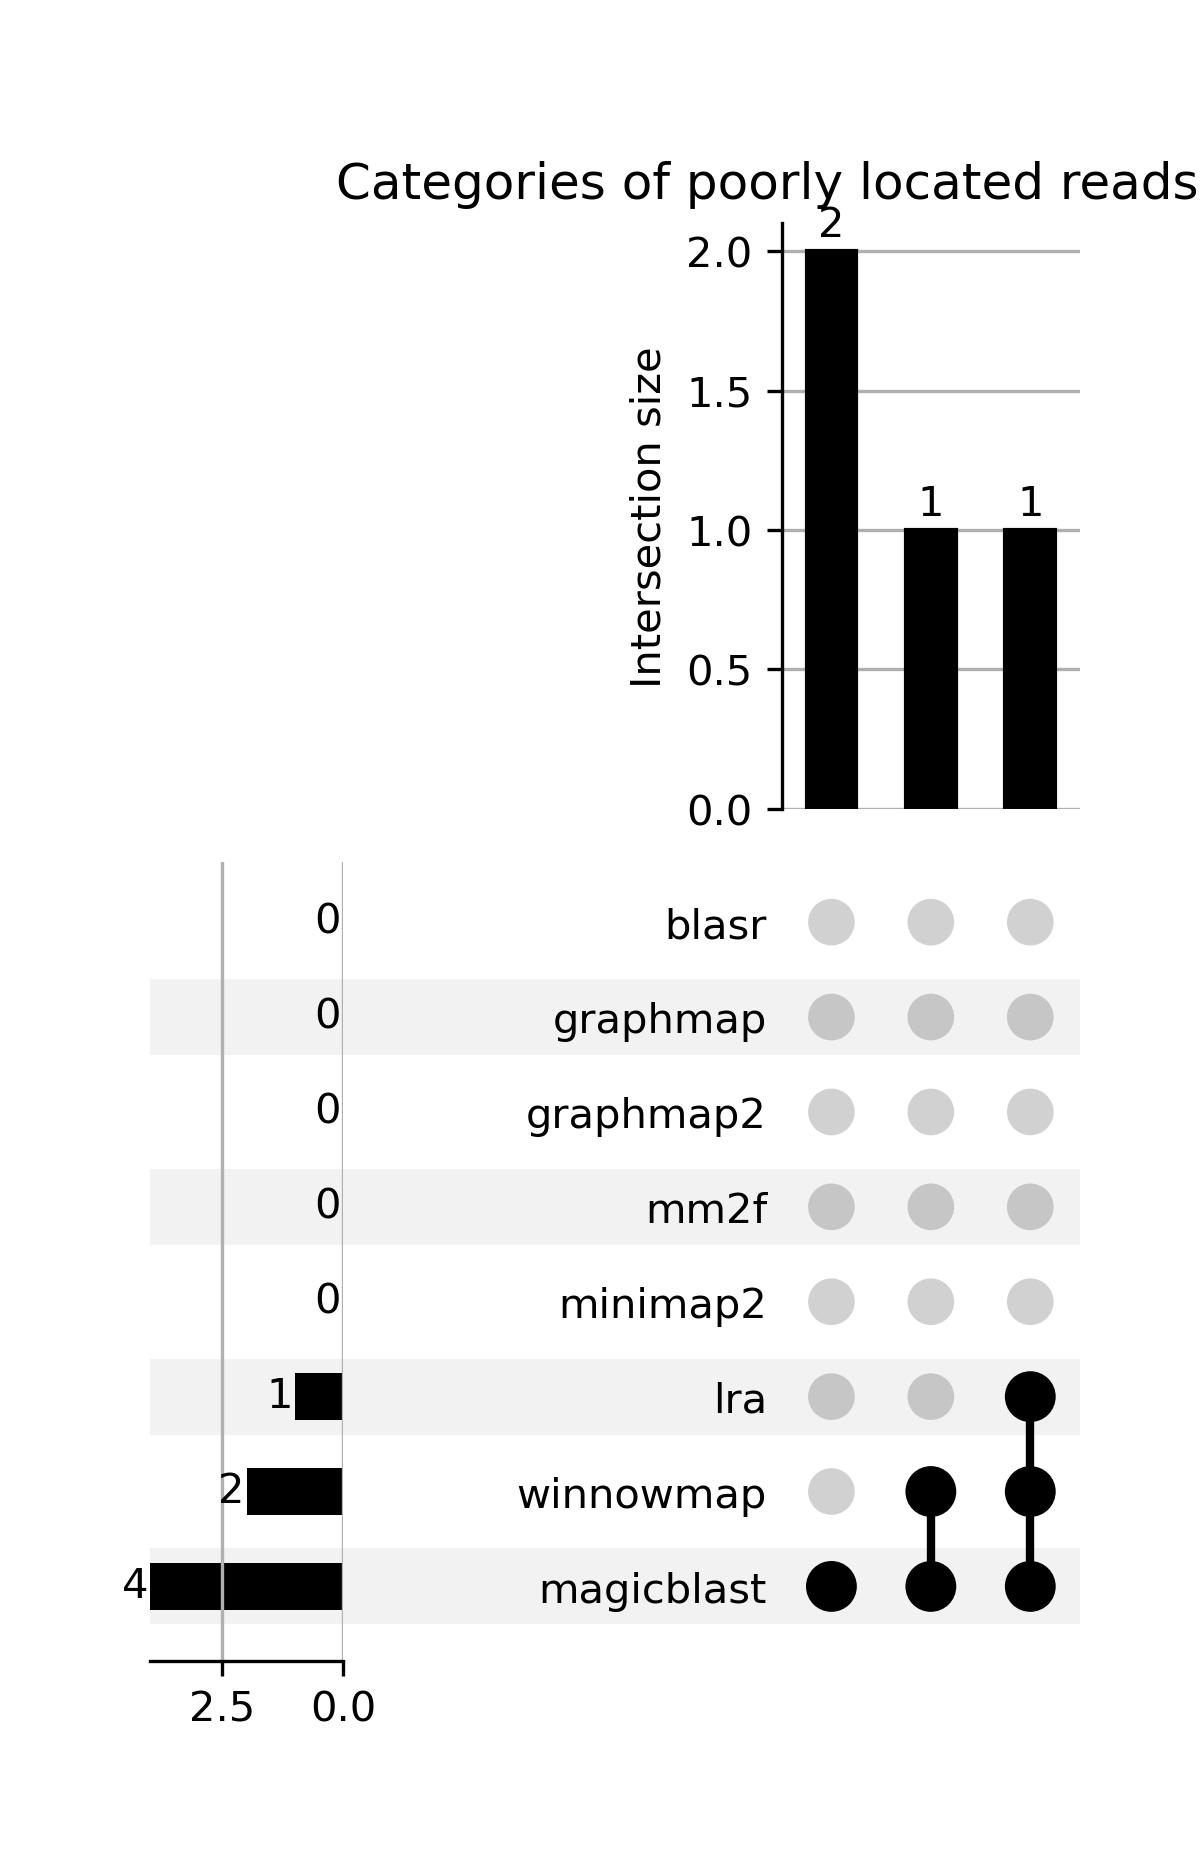 Categories of poorly located reads
2
2.0
1.5
1 1
1.0
0.5
0.0
Intersection size
0 blasr
0 graphmap
0 graphmap2
0 mm2f
0 minimap2
1 lra
2 winnowmap
4 magicblast
2.5 0.0